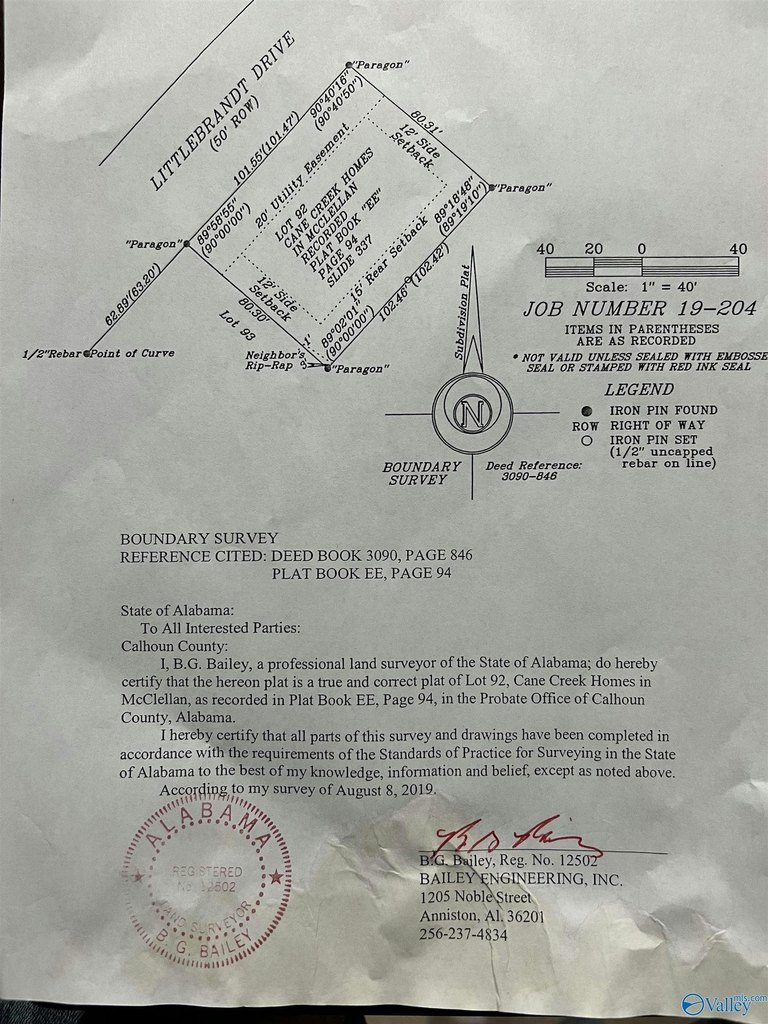 LITTLEBRANDT DRIVE
(50' ROW)
"Paragon"
90°40'16"
(90°40'50")
101.55'(101.47')
80.31'
12' Side
Setback
20' Utility Easement
"Paragon"
89°18'48"
(89°19'10")
"Paragon"
89°58'55"
(90°00'00")
LOT 92
CANE CREEK HOMES
IN MCCLELLAN
RECORDED
PLAT BOOK "EE"
PAGE 94
SLIDE 337
15' Rear Setback
102.46' (102.42')
62.89'(63.20')
12' Side
Setback
80.30'
Lot 93
89°02'01"
(90°00'00")
1'
1/2"Rebar Point of Curve
Neighbor's
Rip-Rap
"Paragon"
Subdivision Plat
N
40 20 0 40
Scale: 1" = 40'
JOB NUMBER 19-204
ITEMS IN PARENTHESES
ARE AS RECORDED
* NOT VALID UNLESS SEALED WITH EMBOSSE
SEAL OR STAMPED WITH RED INK SEAL
LEGEND
IRON PIN FOUND
ROW RIGHT OF WAY
IRON PIN SET
(1/2" uncapped
rebar on line)
BOUNDARY
SURVEY
Deed Reference:
3090-846
BOUNDARY SURVEY
REFERENCE CITED: DEED BOOK 3090, PAGE 846
PLAT BOOK EE, PAGE 94
State of Alabama:
To All Interested Parties:
Calhoun County:
I, B.G. Bailey, a professional land surveyor of the State of Alabama; do hereby
certify that the hereon plat is a true and correct plat of Lot 92, Cane Creek Homes in
McClellan, as recorded in Plat Book EE, Page 94, in the Probate Office of Calhoun
County, Alabama.
I hereby certify that all parts of this survey and drawings have been completed in
accordance with the requirements of the Standards of Practice for Surveying in the State
of Alabama to the best of my knowledge, information and belief, except as noted above.
According to my survey of August 8, 2019.
ALABAMA
REGISTERED
No. 12502
LAND SURVEYOR
B. G. BAILEY
B.G. Bailey, Reg. No. 12502
BAILEY ENGINEERING, INC.
1205 Noble Street
Anniston, Al. 36201
256-237-4834
Valleymls.com